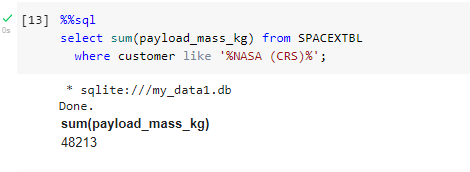 [13] %%sql
0s
select sum(payload_mass_kg) from SPACEXTBL
where customer like '%NASA (CRS)%';
* sqlite:///my_data1.db
Done.
sum(payload_mass_kg)
48213